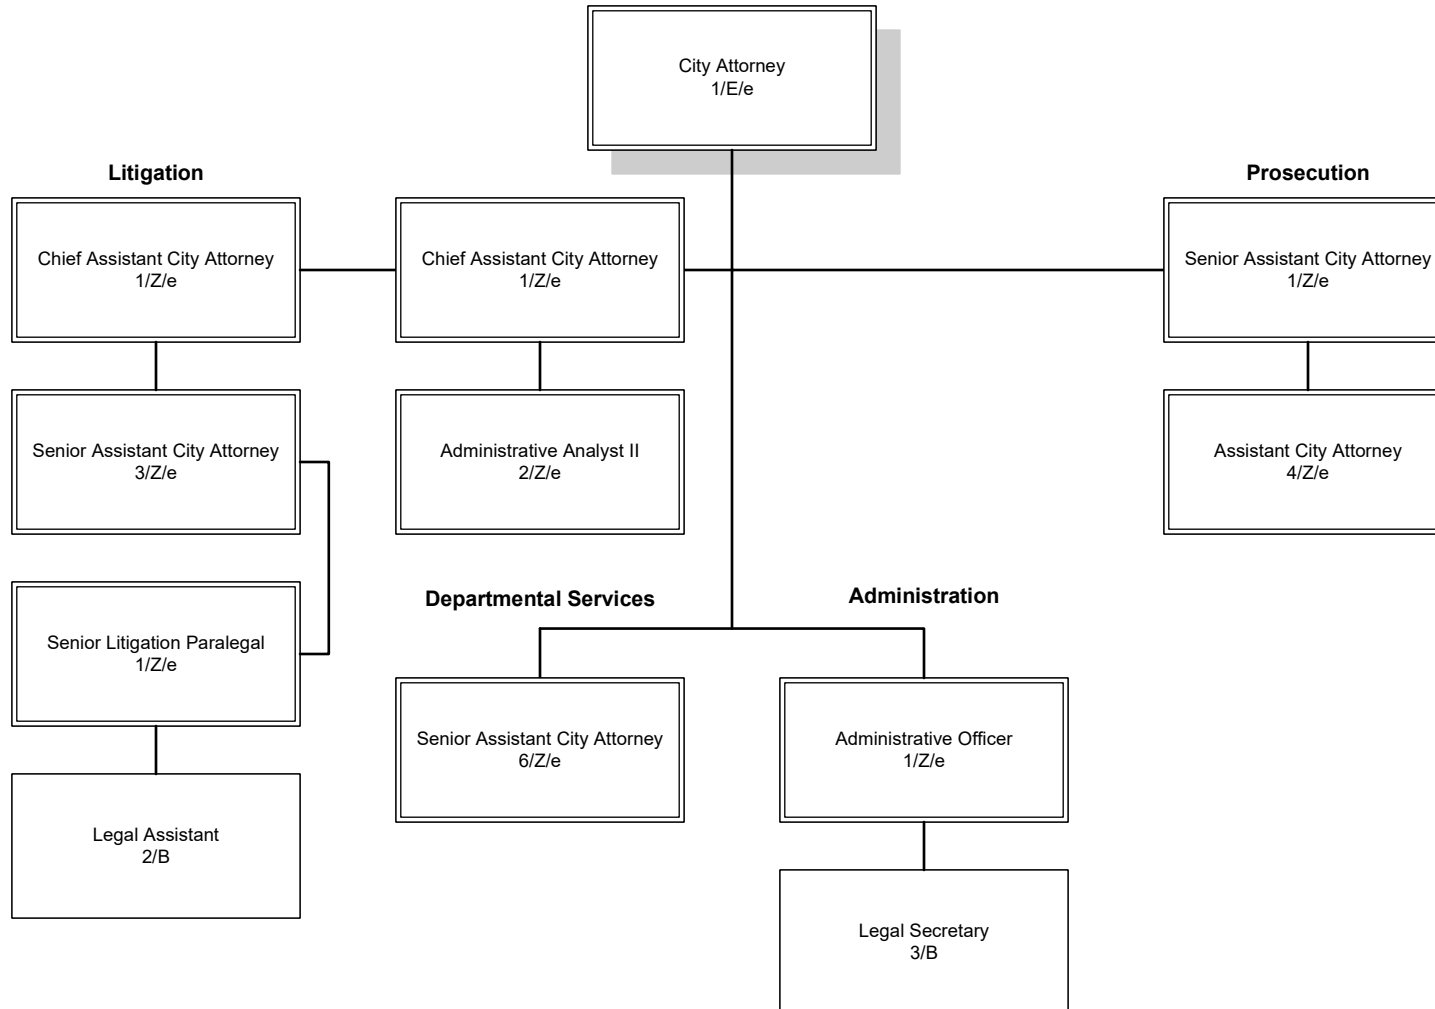 City Attorney
1/E/e
Litigation
Prosecution
Chief Assistant City Attorney
1/Z/e
Chief Assistant City Attorney
1/Z/e
Senior Assistant City Attorney
1/Z/e
Senior Assistant City Attorney
3/Z/e
Administrative Analyst II
2/Z/e
Assistant City Attorney
4/Z/e
Departmental Services
Administration
Senior Litigation Paralegal
1/Z/e
Senior Assistant City Attorney
6/Z/e
Administrative Officer
1/Z/e
Legal Assistant
2/B
Legal Secretary
3/B